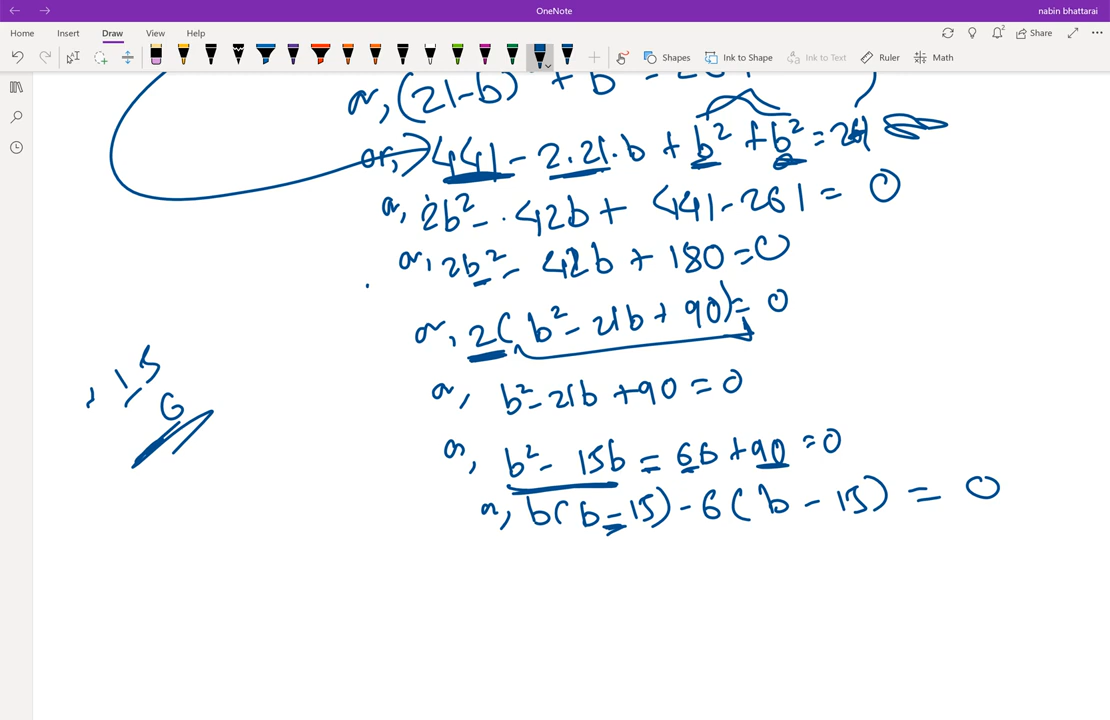 OneNote
nabin bhattarai
Home Insert Draw View Help
Share
Shapes Ink to Shape Ink to Text Ruler Math
or, (21-b)² + b
or, 441 - 2.21.b + b² + b² = 261
or, 2b² - 42b + 441 - 261 = 0
or, 2b² - 42b + 180 = 0
or, 2( b² - 21b + 90) = 0
or, b² - 21b + 90 = 0
or, b² - 15b = 6b + 90 = 0
or, b( b - 15) - 6( b - 15) = 0
, 15
6